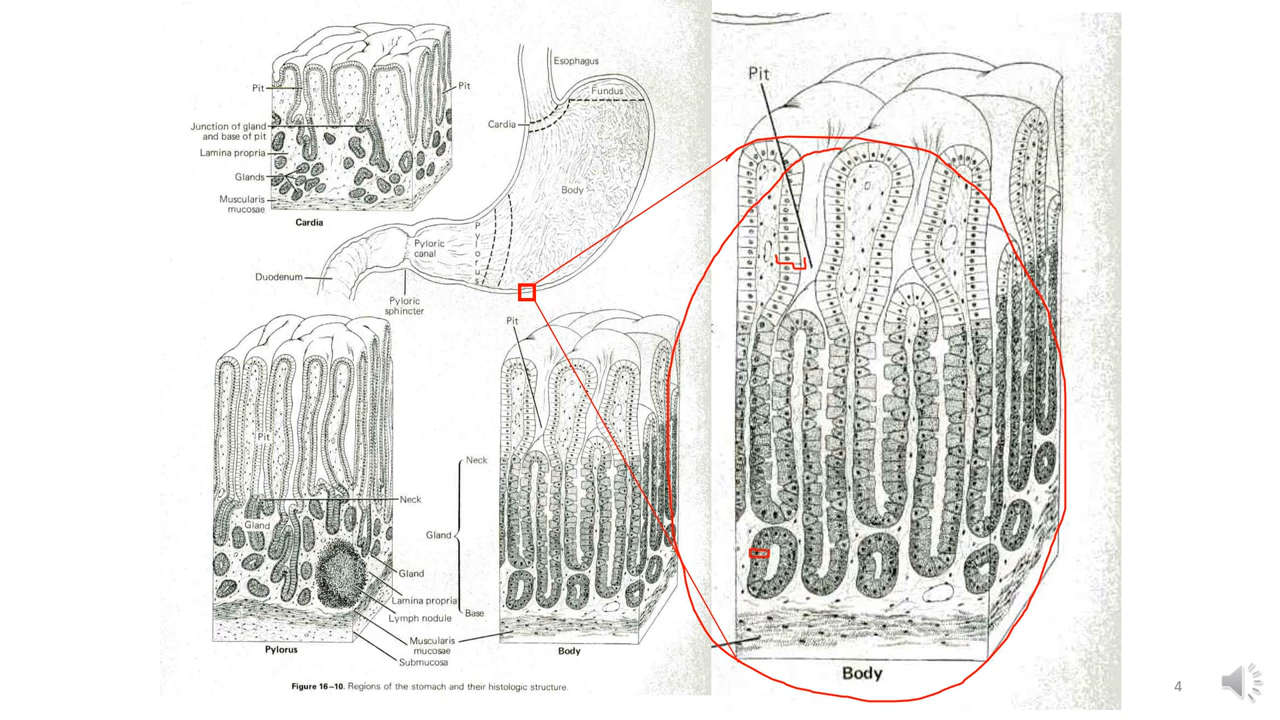 Pit
Pit
Junction of gland
and base of pit
Lamina propria
Glands
Muscularis
mucosae
Cardia
Esophagus
Fundus
Cardia
Body
Pylorus
Pyloric
canal
Duodenum
Pyloric
sphincter
Pit
Neck
Gland
Gland
Lamina propria
Lymph nodule
Muscularis
mucosae
Submucosa
Pylorus
Pit
Neck
Gland
Base
Body
Figure 16–10. Regions of the stomach and their histologic structure.
Pit
Body
4